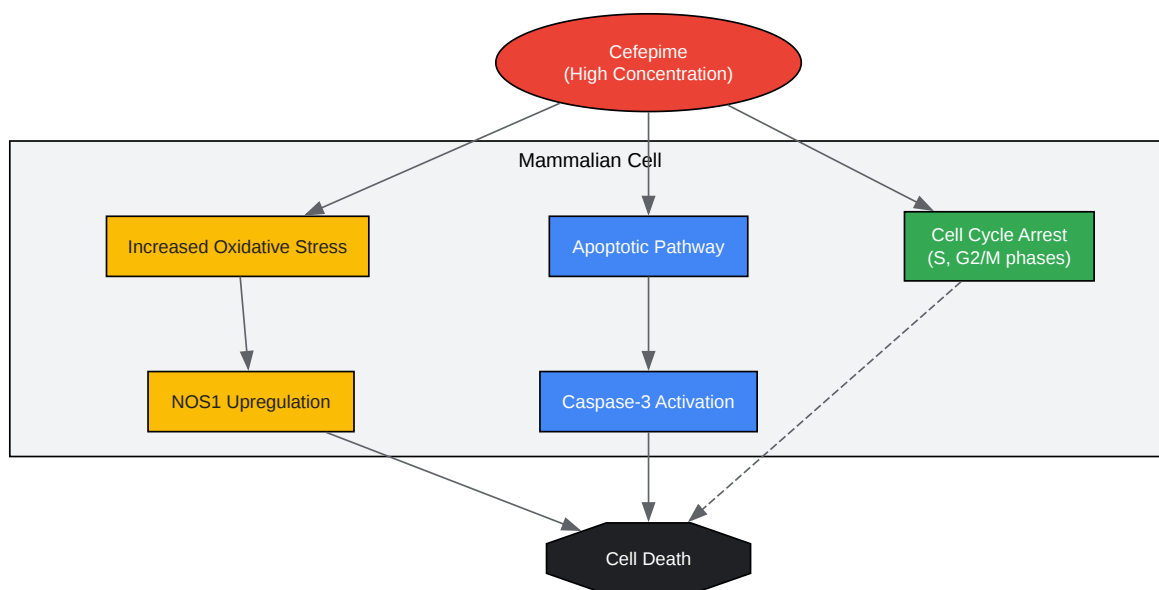 Cefepime
(High Concentration)
Mammalian Cell
Increased Oxidative Stress
Apoptotic Pathway
Cell Cycle Arrest
(S, G2/M phases)
NOS1 Upregulation
Caspase-3 Activation
Cell Death